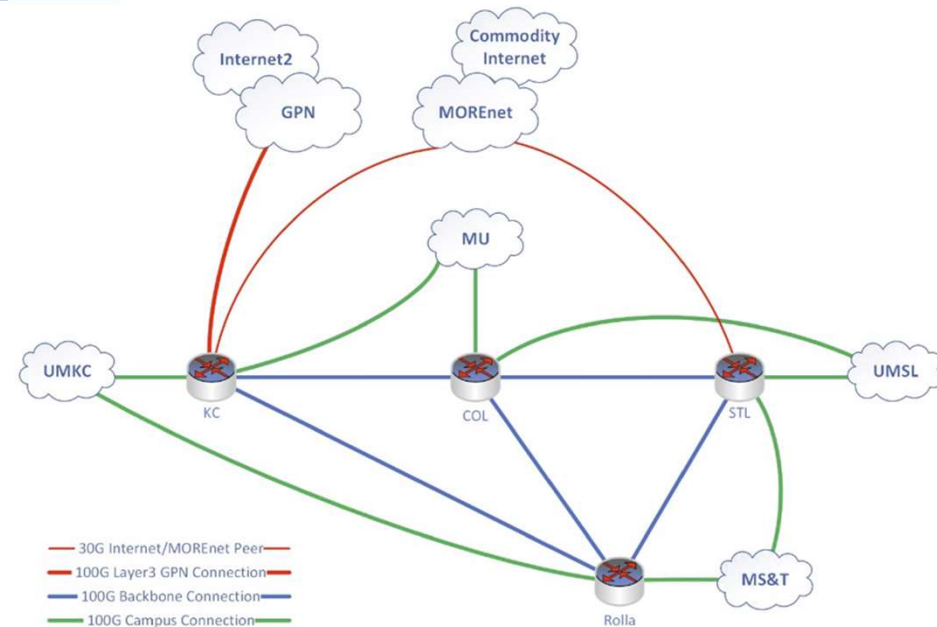 Internet2
GPN
Commodity
Internet
MOREnet
MU
UMKC
KC
COL
STL
UMSL
MS&T
Rolla
30G Internet/MOREnet Peer
100G Layer3 GPN Connection
100G Backbone Connection
100G Campus Connection